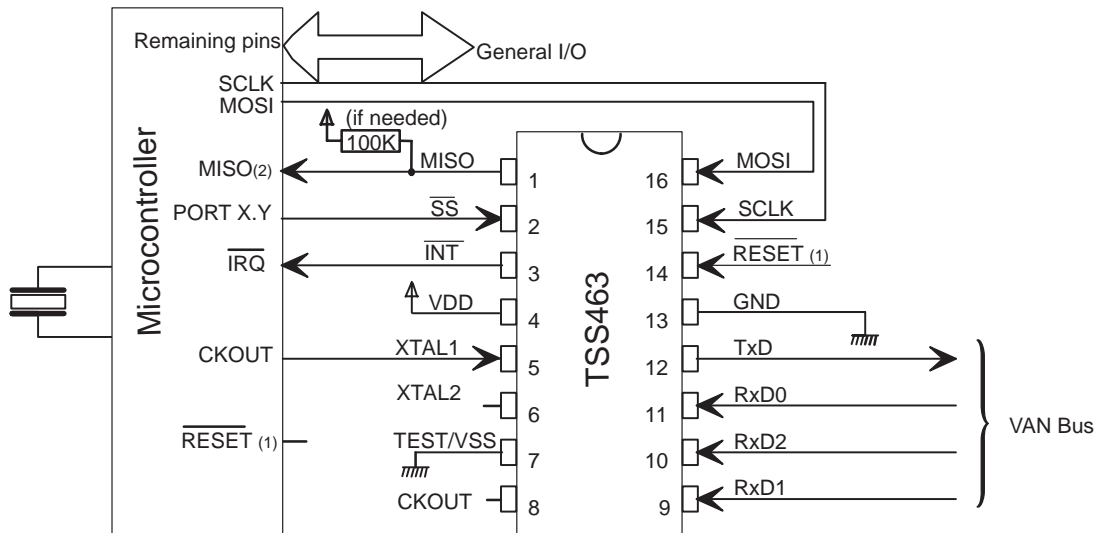 Remaining pins
General I/O
SCLK
MOSI
(if needed)
100K
MISO(2)
MISO
1
16
MOSI
PORT X.Y
SS
2
15
SCLK
IRQ
INT
3
14
RESET (1)
VDD
4
13
GND
CKOUT
XTAL1
5
12
TxD
XTAL2
6
11
RxD0
RESET (1)
TEST/VSS
7
10
RxD2
CKOUT
8
9
RxD1
Microcontroller
TSS463
VAN Bus